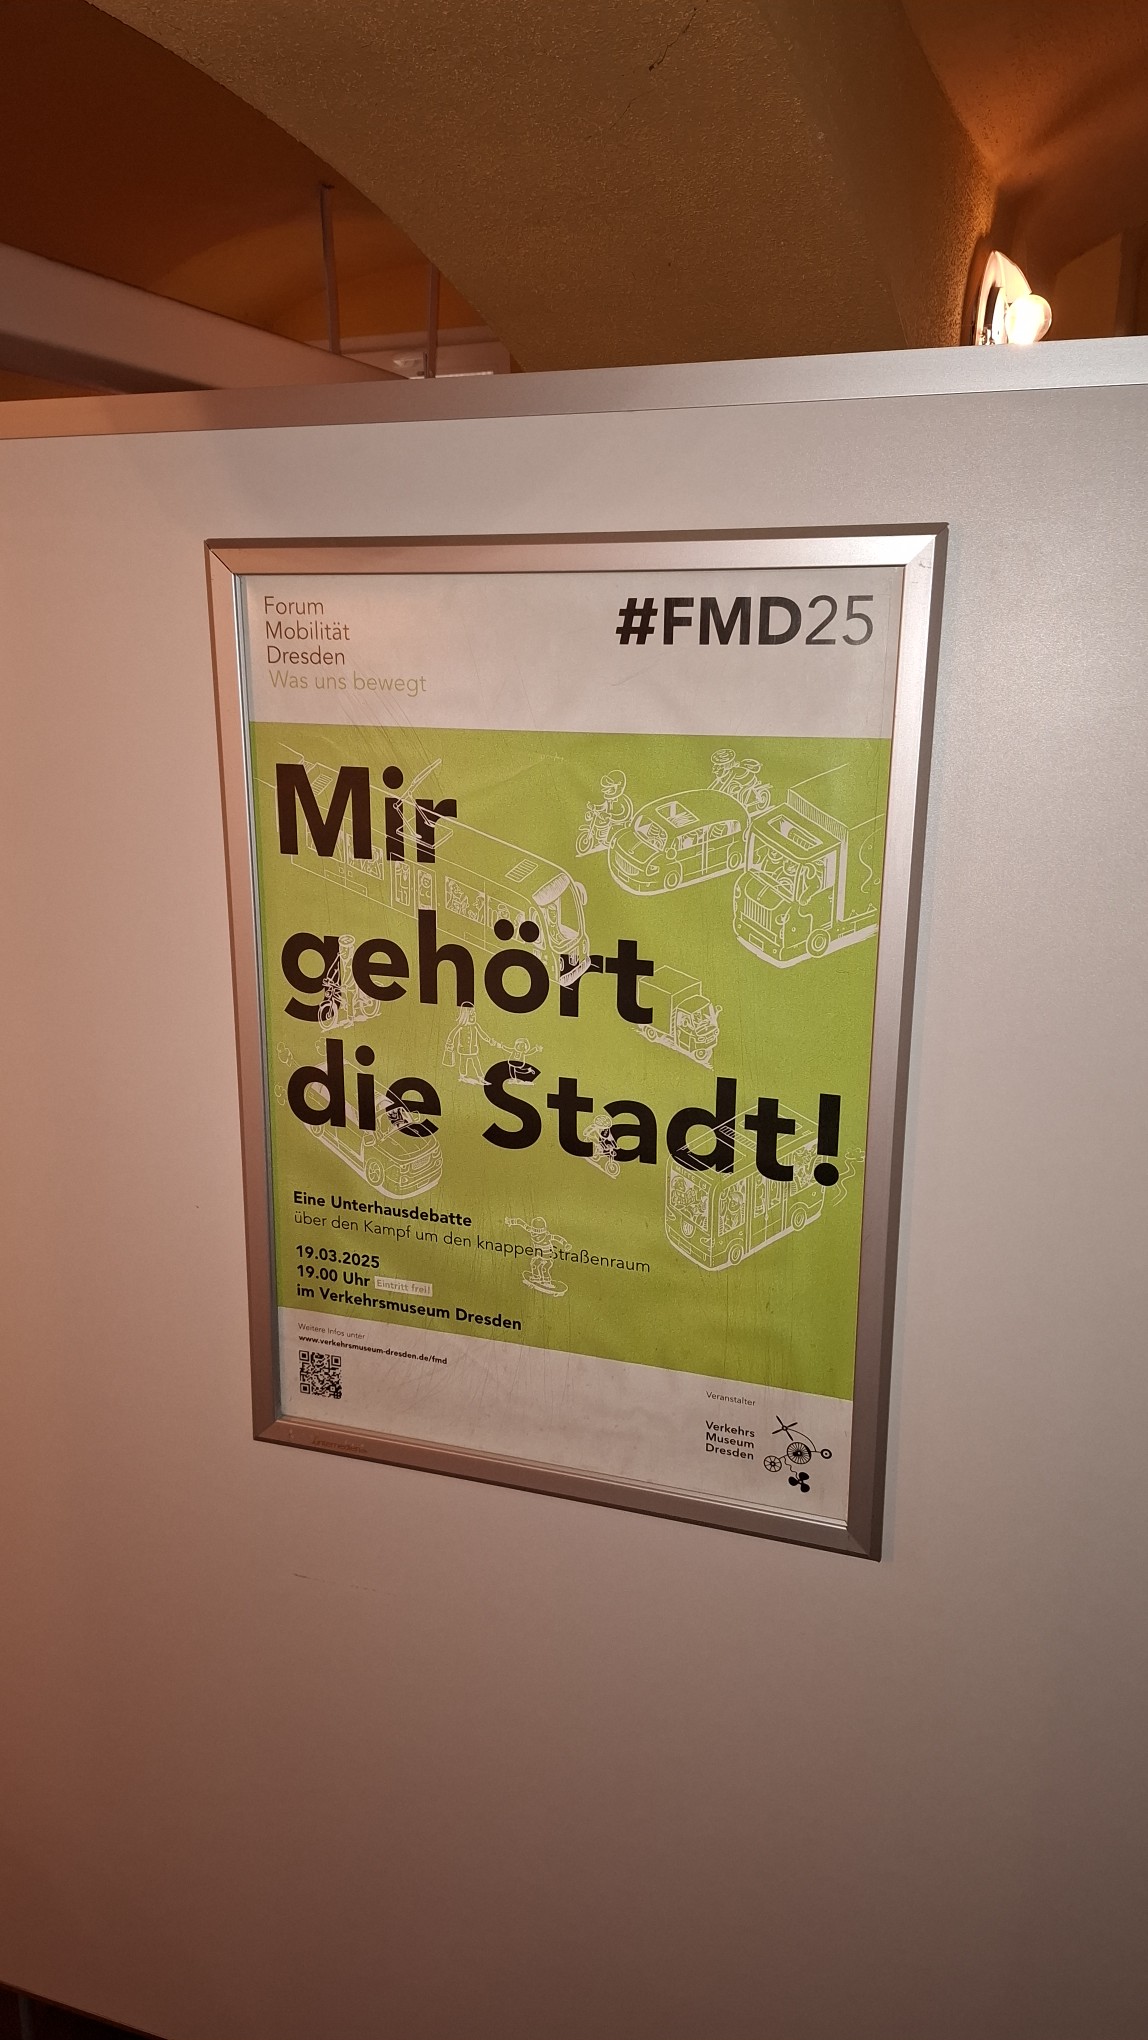 Forum
Mobilität
Dresden
Was uns bewegt
#FMD25
Mir
gehört
die Stadt!
Eine Unterhausdebatte
über den Kampf um den knappen Straßenraum
19.03.2025
19.00 Uhr Eintritt frei!
im Verkehrsmuseum Dresden
Weitere Infos unter
www.verkehrsmuseum-dresden.de/fmd
Veranstalter
Verkehrs
Museum
Dresden